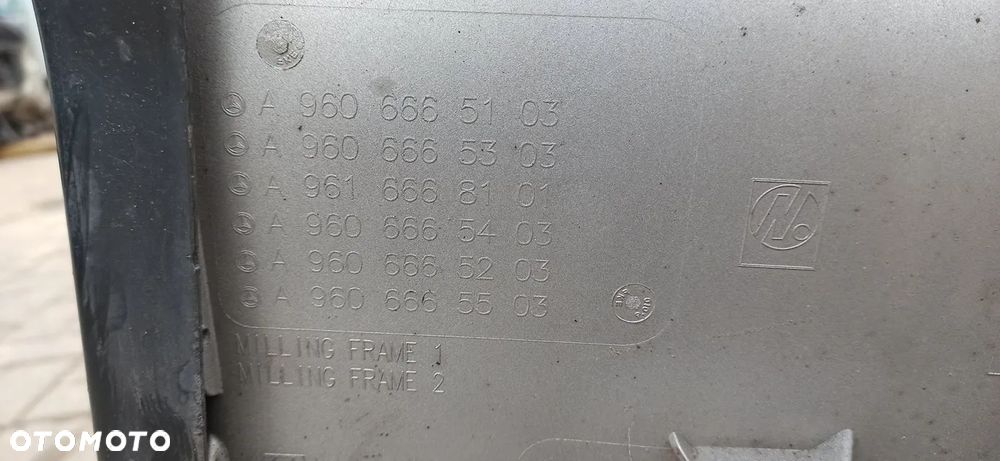 A 960 666 51 03
A 960 666 53 03
A 961 666 81 01
A 960 666 54 03
A 960 666 52 03
A 960 666 55 03
MILLING FRAME 1
MILLING FRAME 2
OTOMOTO